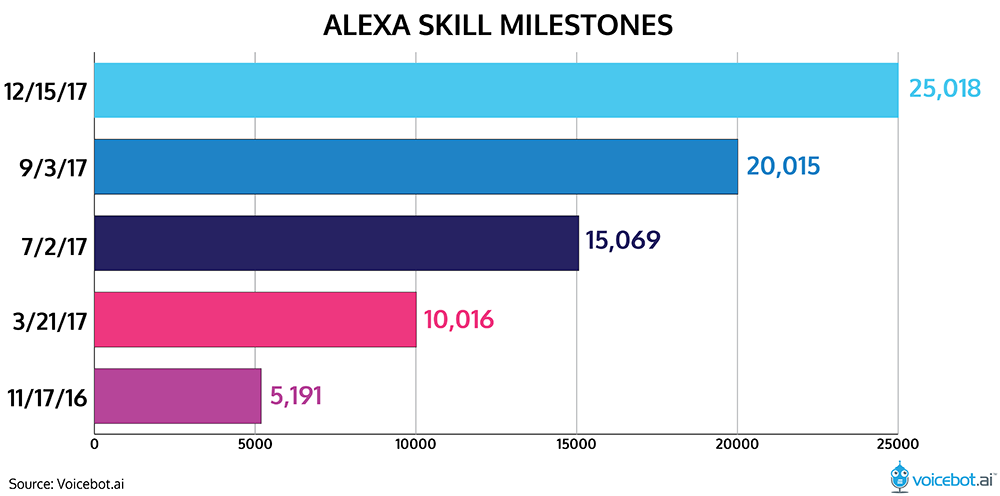 ALEXA SKILL MILESTONES
12/15/17 25,018
9/3/17 20,015
7/2/17 15,069
3/21/17 10,016
11/17/16 5,191
0 5000 10000 15000 20000 25000
Source: Voicebot.ai
voicebot.ai™